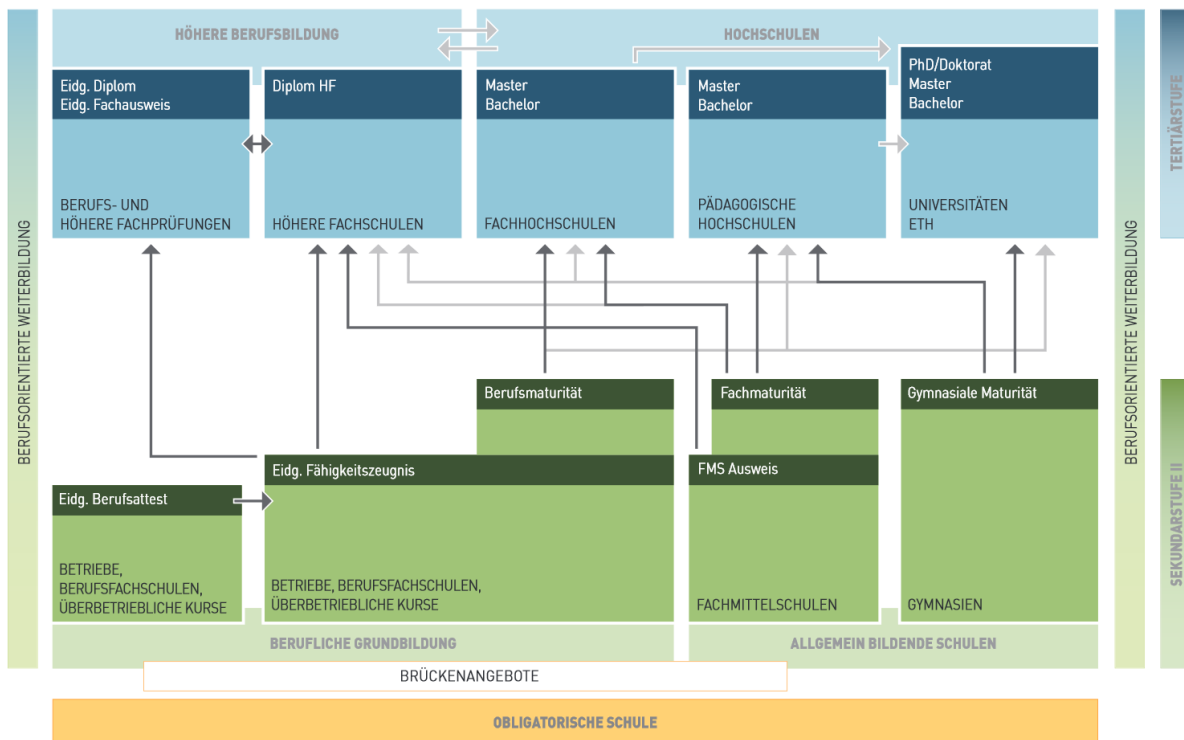 HÖHERE BERUFSBILDUNG
HOCHSCHULEN
Eidg. Diplom
Eidg. Fachausweis
BERUFS- UND
HÖHERE FACHPRÜFUNGEN
Diplom HF
HÖHERE FACHSCHULEN
Master
Bachelor
FACHHOCHSCHULEN
Master
Bachelor
PÄDAGOGISCHE
HOCHSCHULEN
PhD/Doktorat
Master
Bachelor
UNIVERSITÄTEN
ETH
BERUFSORIENTIERTE WEITERBILDUNG
BERUFSORIENTIERTE WEITERBILDUNG
TERTIÄRSTUFE
SEKUNDARSTUFE II
Berufsmaturität
Fachmaturität
Gymnasiale Maturität
Eidg. Fähigkeitszeugnis
FMS Ausweis
Eidg. Berufsattest
BETRIEBE,
BERUFSFACHSCHULEN,
ÜBERBETRIEBLICHE KURSE
BETRIEBE, BERUFSFACHSCHULEN,
ÜBERBETRIEBLICHE KURSE
FACHMITTELSCHULEN
GYMNASIEN
BERUFLICHE GRUNDBILDUNG
ALLGEMEIN BILDENDE SCHULEN
BRÜCKENANGEBOTE
OBLIGATORISCHE SCHULE